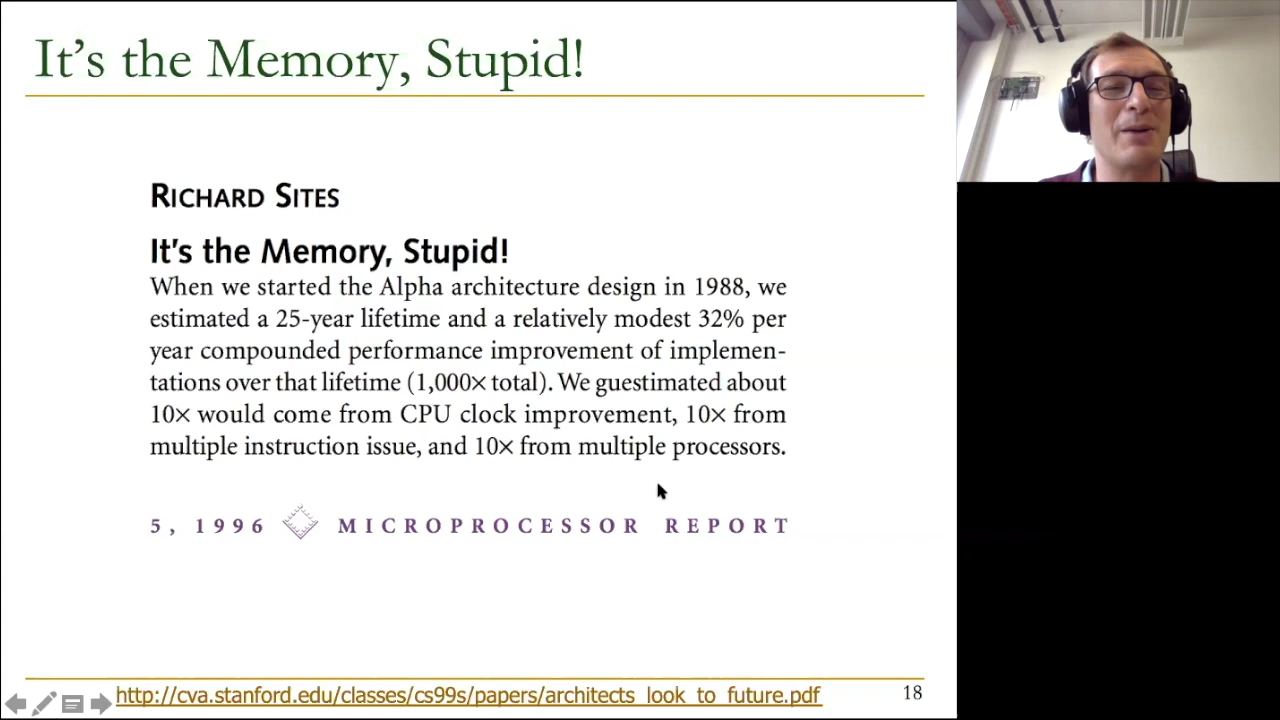 It's the Memory, Stupid!
RICHARD SITES
It's the Memory, Stupid!
When we started the Alpha architecture design in 1988, we
estimated a 25-year lifetime and a relatively modest 32% per
year compounded performance improvement of implemen-
tations over that lifetime (1,000× total). We guestimated about
10× would come from CPU clock improvement, 10× from
multiple instruction issue, and 10× from multiple processors.
5, 1996 MICROPROCESSOR REPORT
http://cva.stanford.edu/classes/cs99s/papers/architects_look_to_future.pdf
18